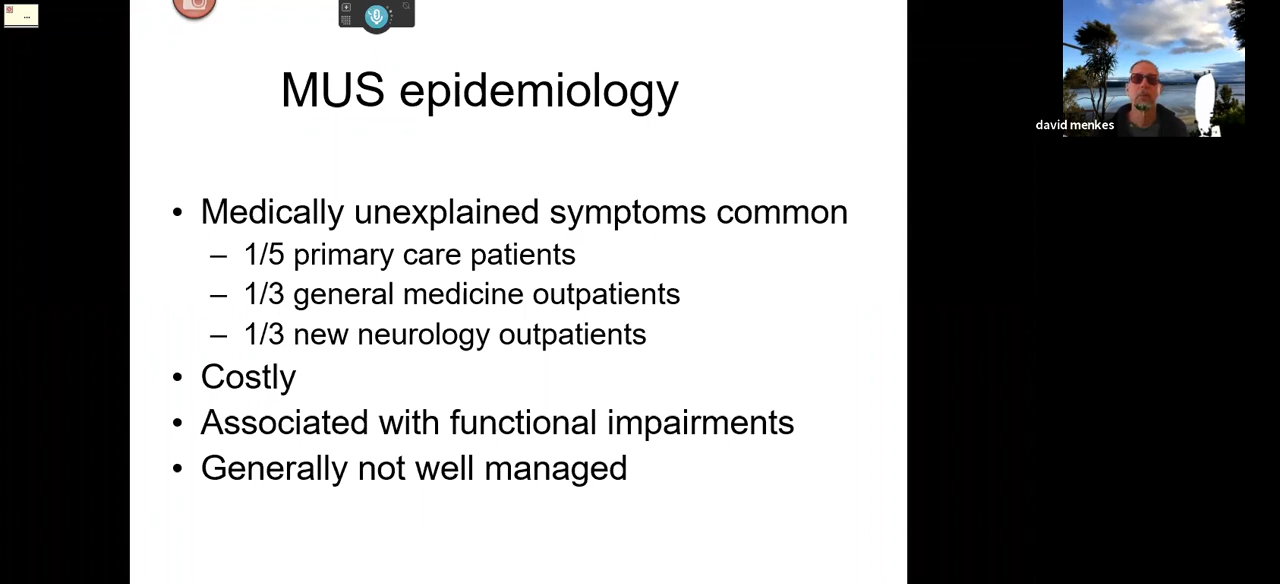 MUS epidemiology
• Medically unexplained symptoms common
– 1/5 primary care patients
– 1/3 general medicine outpatients
– 1/3 new neurology outpatients
• Costly
• Associated with functional impairments
• Generally not well managed
david menkes